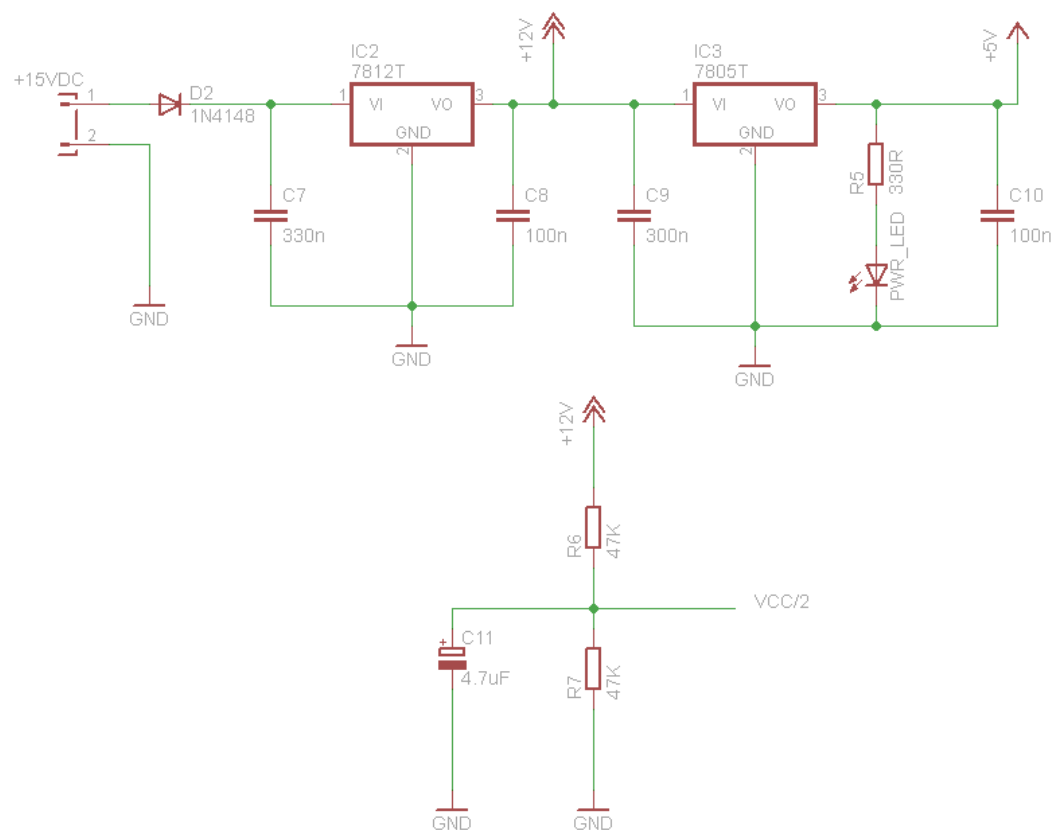 +15VDC
1
2
D2
1N4148
GND
IC2
7812T
1
VI
VO
3
GND
2
C7
330n
C8
100n
GND
+12V
IC3
7805T
1
VI
VO
3
GND
2
C9
300n
R5
330R
PWR_LED
C10
100n
+5V
GND
+12V
R6
47K
VCC/2
+
C11
4.7uF
R7
47K
GND
GND